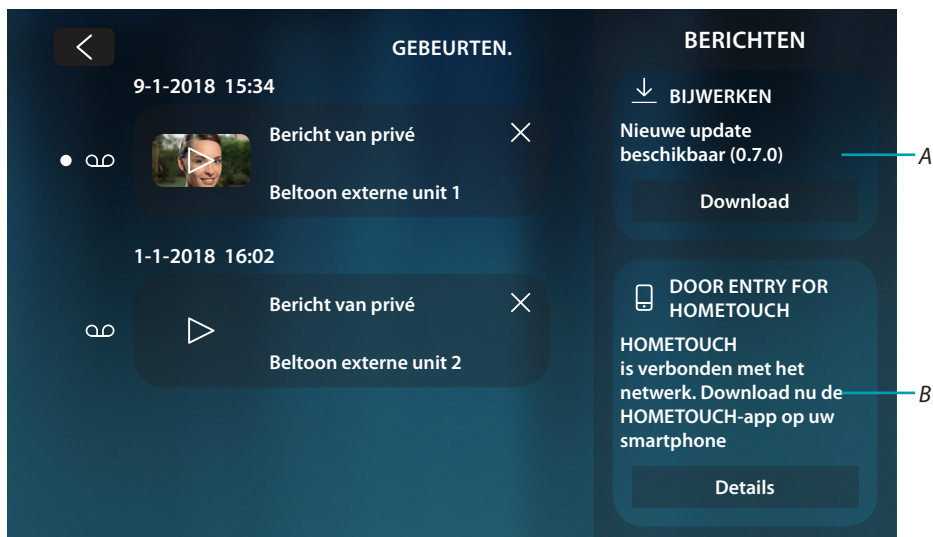 GEBEURTEN.
9-1-2018 15:34
Bericht van privé
Beltoon externe unit 1
1-1-2018 16:02
Bericht van privé
Beltoon externe unit 2
BERICHTEN
BIJWERKEN
Nieuwe update
beschikbaar (0.7.0)
Download
A
DOOR ENTRY FOR
HOMETOUCH
HOMETOUCH
is verbonden met het
netwerk. Download nu de
HOMETOUCH-app op uw
smartphone
Details
B